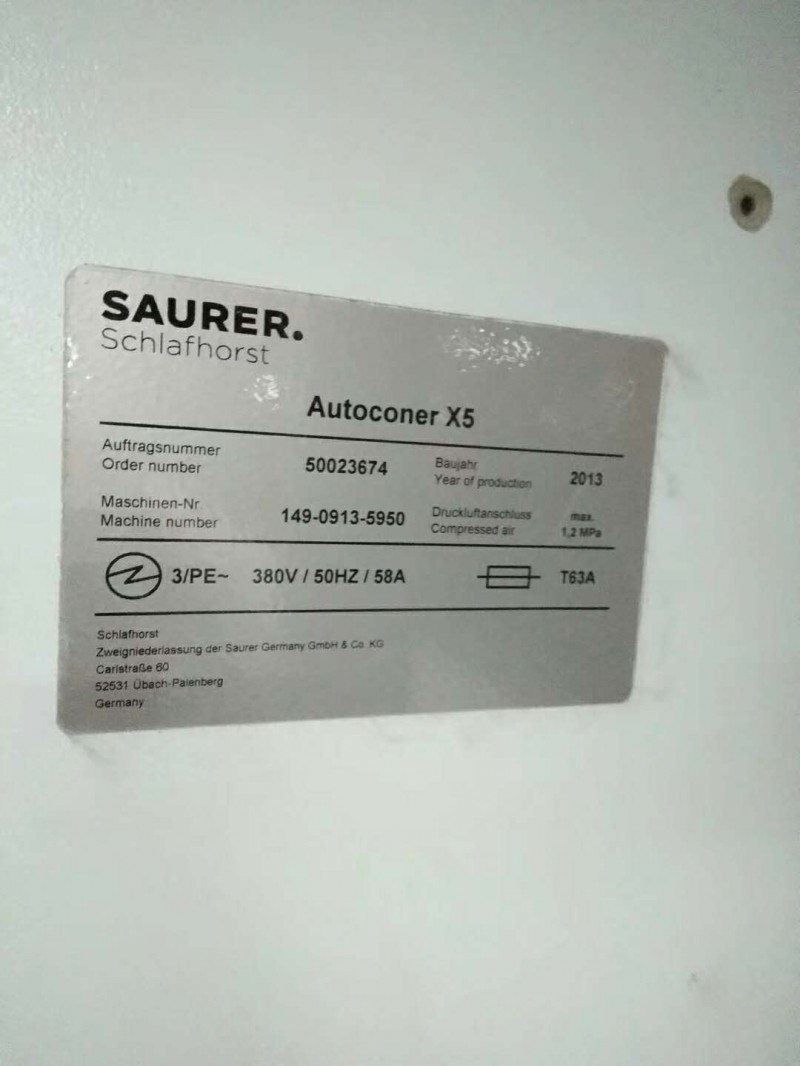 SAURER.
Schlafhorst
Autoconer X5
Auftragsnummer
Order number
50023674
Baujahr
Year of production
2013
Maschinen-Nr.
Machine number
149-0913-5950
Druckluftanschluss
Compressed air
max.
1,2 MPa
3/PE~ 380V / 50HZ / 58A T63A
Schlafhorst
Zweigniederlassung der Saurer Germany GmbH & Co. KG
Carlstraße 60
52531 Übach-Palenberg
Germany